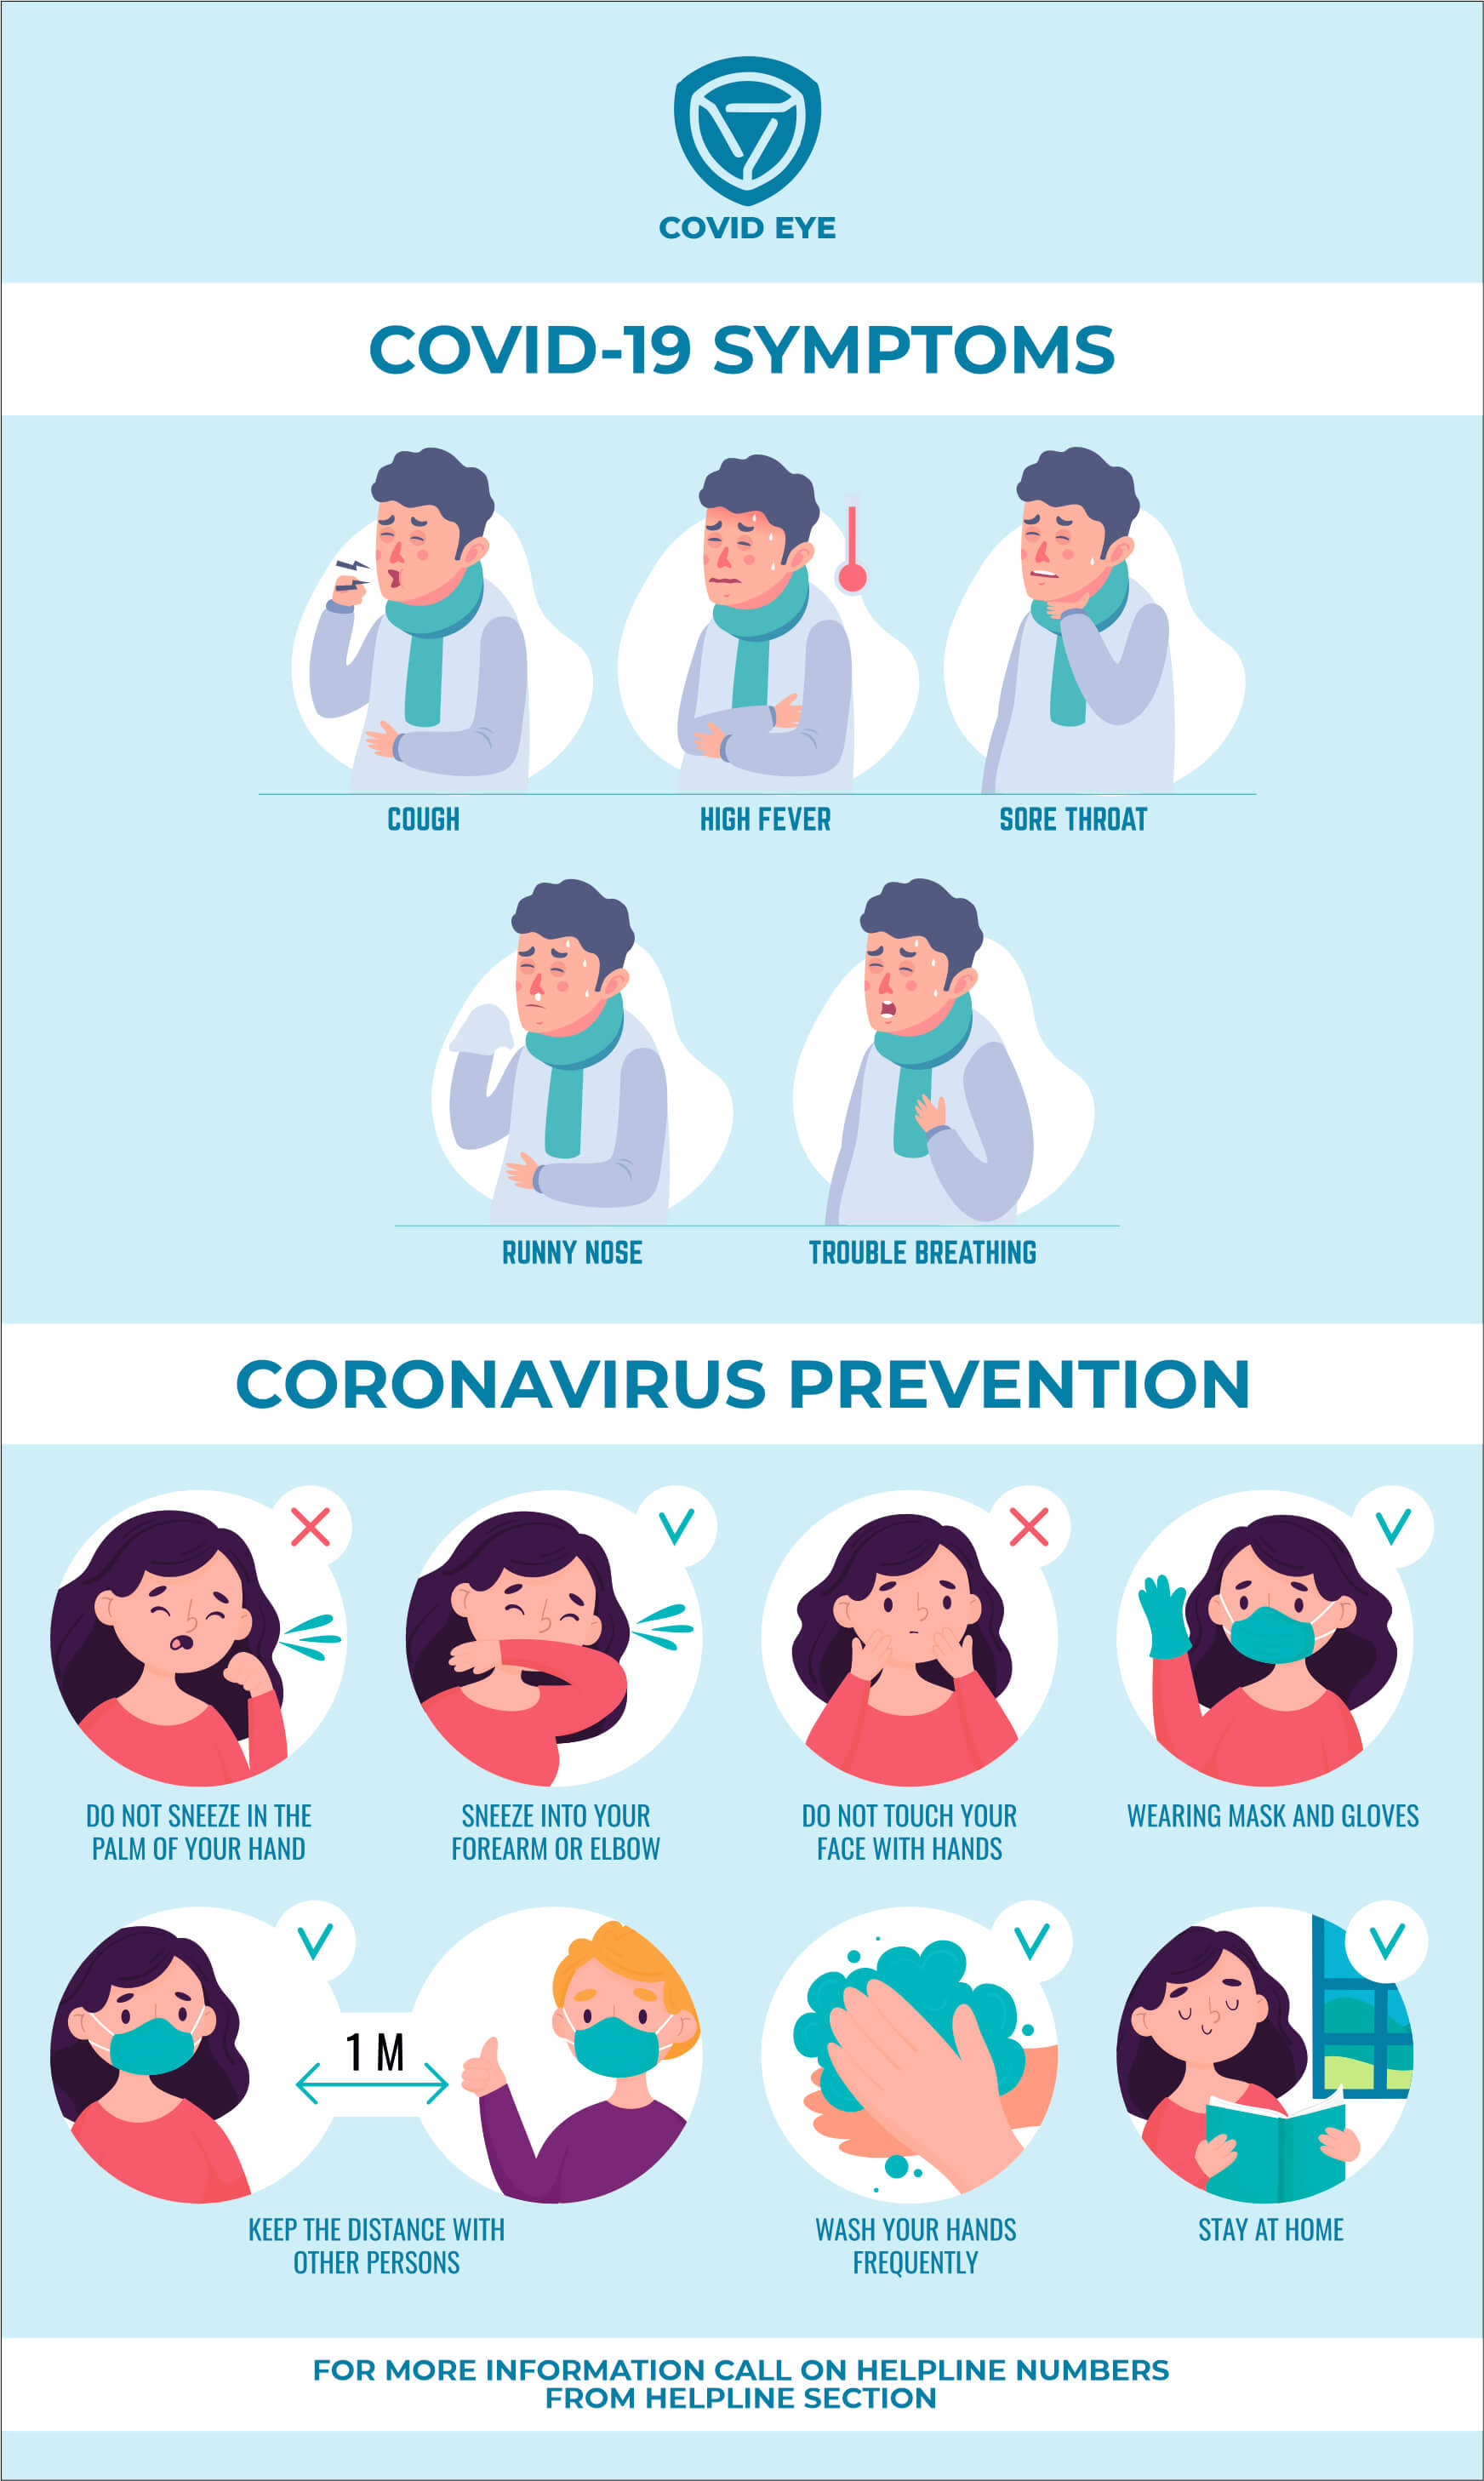 COVID EYE
COVID-19 SYMPTOMS
COUGH
HIGH FEVER
SORE THROAT
RUNNY NOSE
TROUBLE BREATHING
CORONAVIRUS PREVENTION
DO NOT SNEEZE IN THE
PALM OF YOUR HAND
SNEEZE INTO YOUR
FOREARM OR ELBOW
DO NOT TOUCH YOUR
FACE WITH HANDS
WEARING MASK AND GLOVES
1 M
KEEP THE DISTANCE WITH
OTHER PERSONS
WASH YOUR HANDS
FREQUENTLY
STAY AT HOME
FOR MORE INFORMATION CALL ON HELPLINE NUMBERS
FROM HELPLINE SECTION